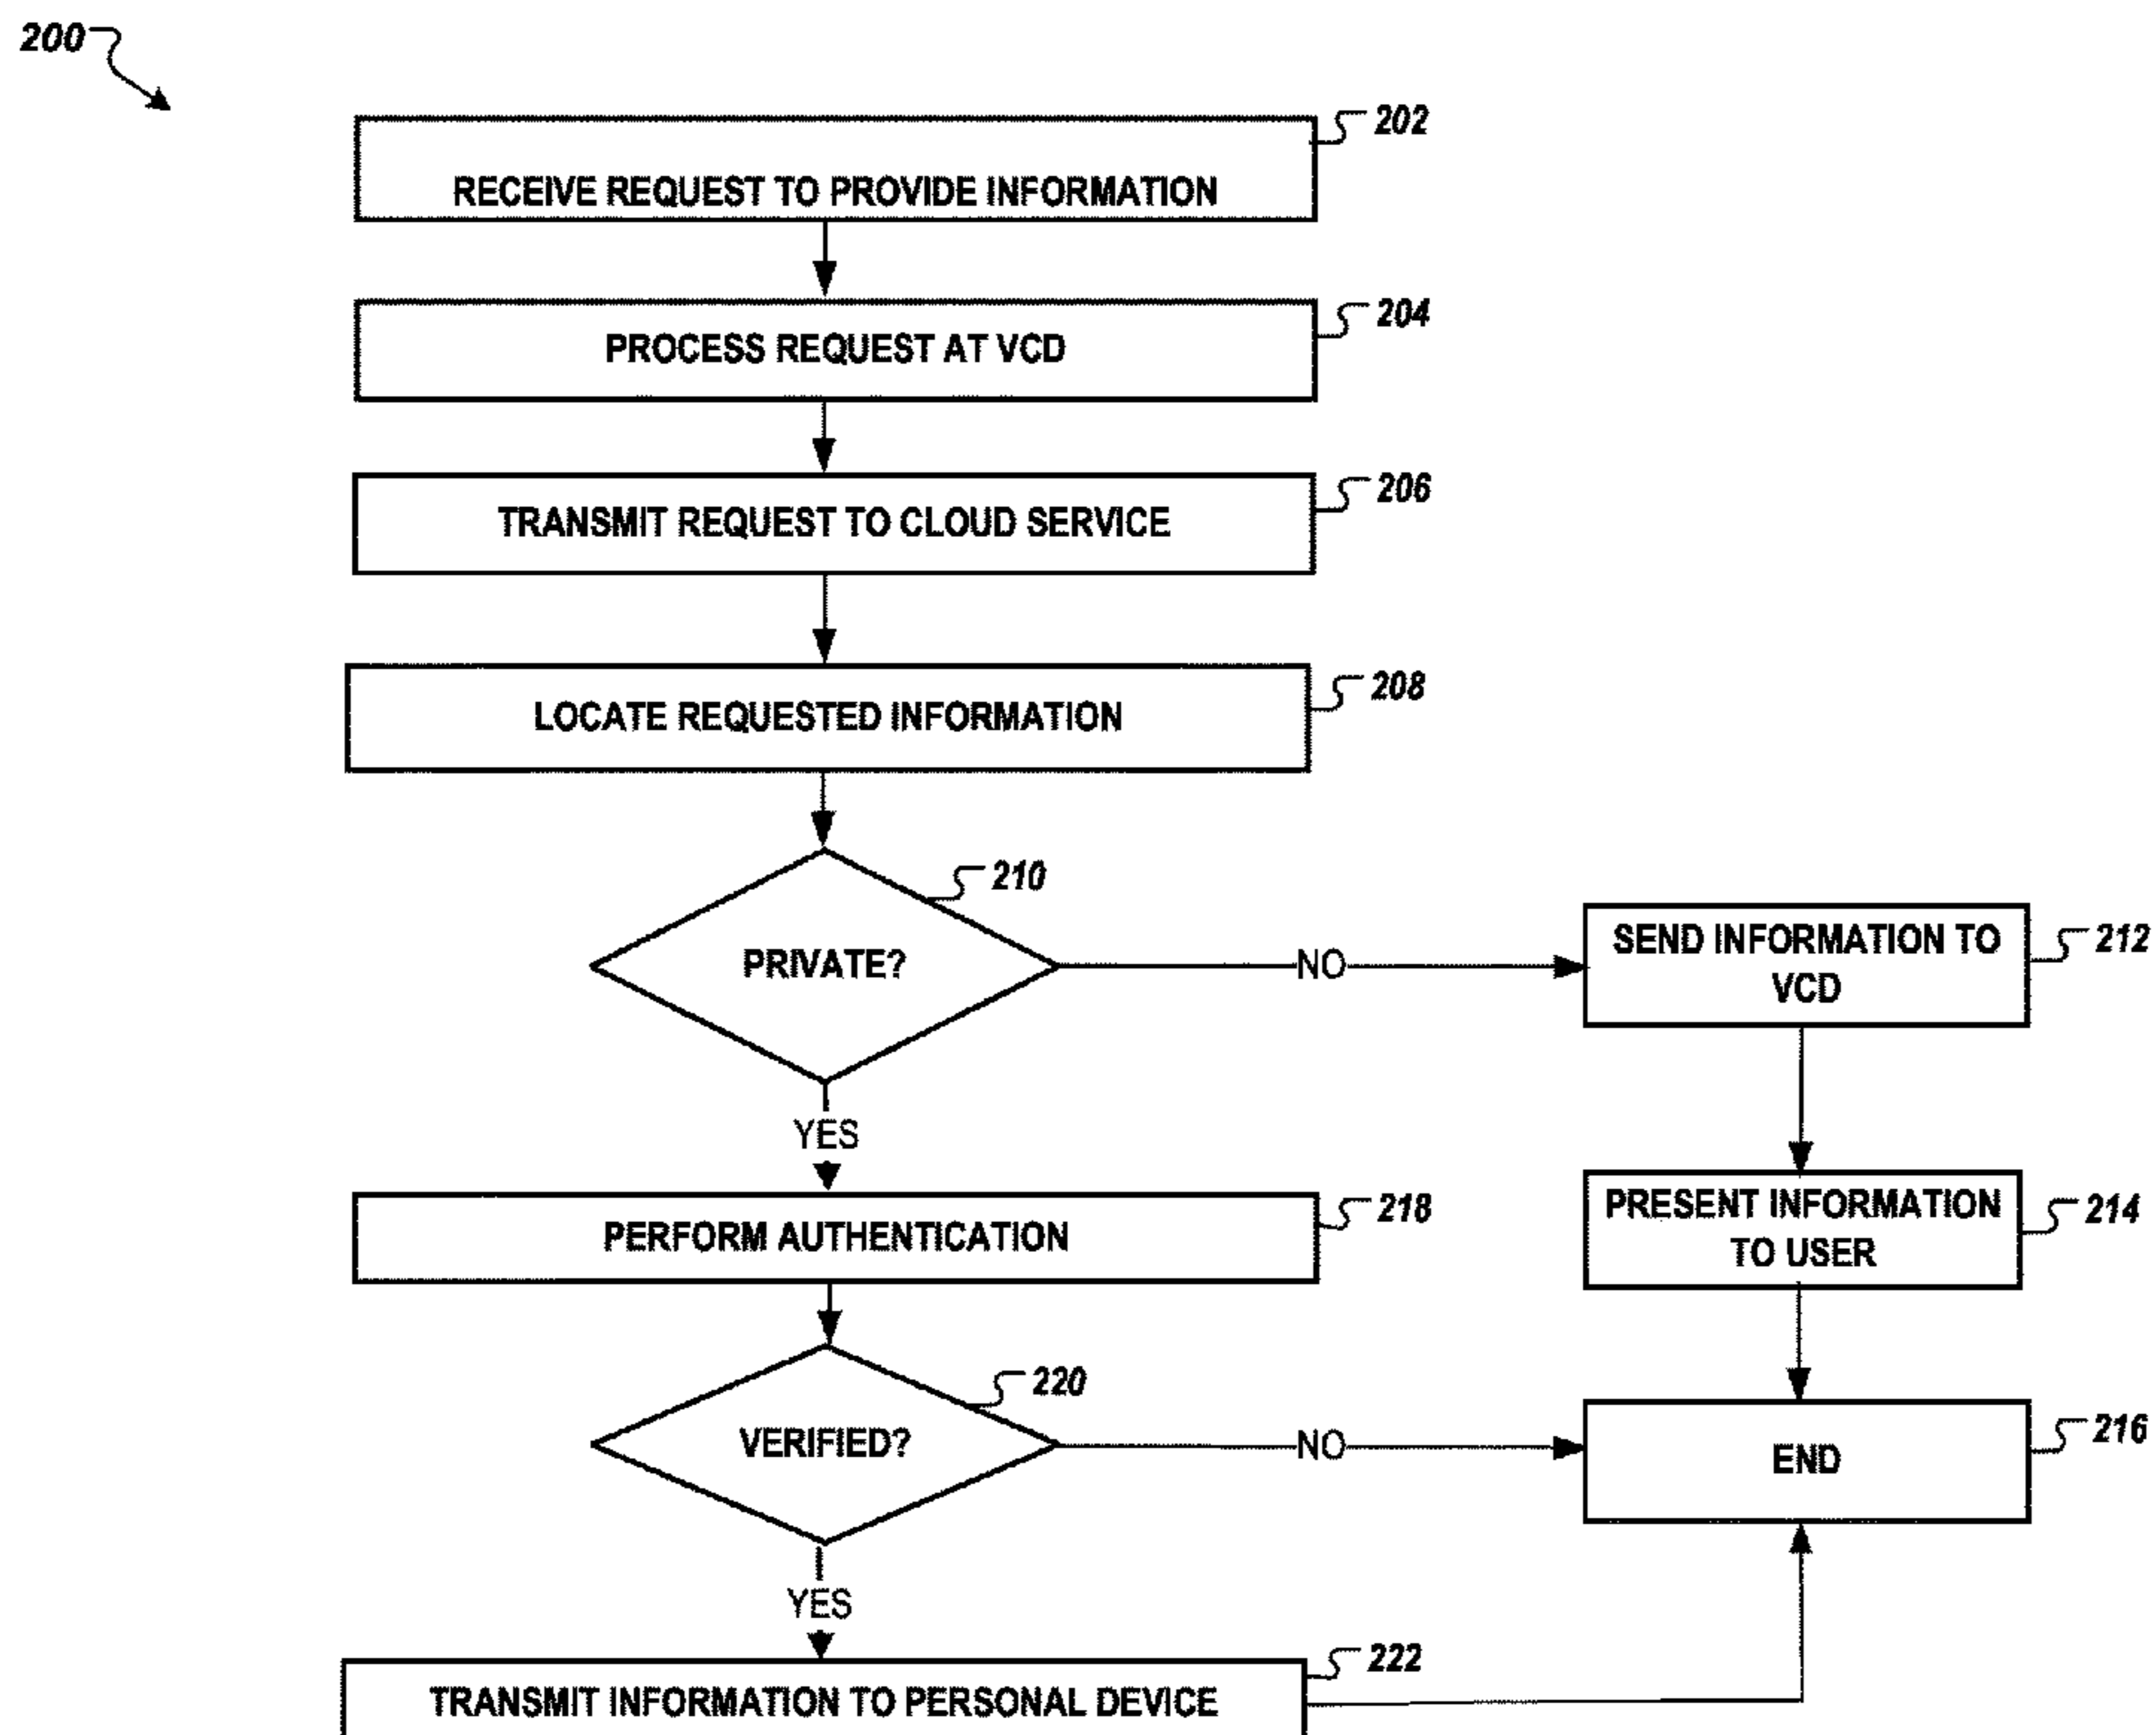 200
202
RECEIVE REQUEST TO PROVIDE INFORMATION
204
PROCESS REQUEST AT VCD
206
TRANSMIT REQUEST TO CLOUD SERVICE
208
LOCATE REQUESTED INFORMATION
210
PRIVATE?
NO
SEND INFORMATION TO
VCD
212
YES
PERFORM AUTHENTICATION
218
PRESENT INFORMATION
TO USER
214
220
VERIFIED?
NO
END
216
YES
222
TRANSMIT INFORMATION TO PERSONAL DEVICE